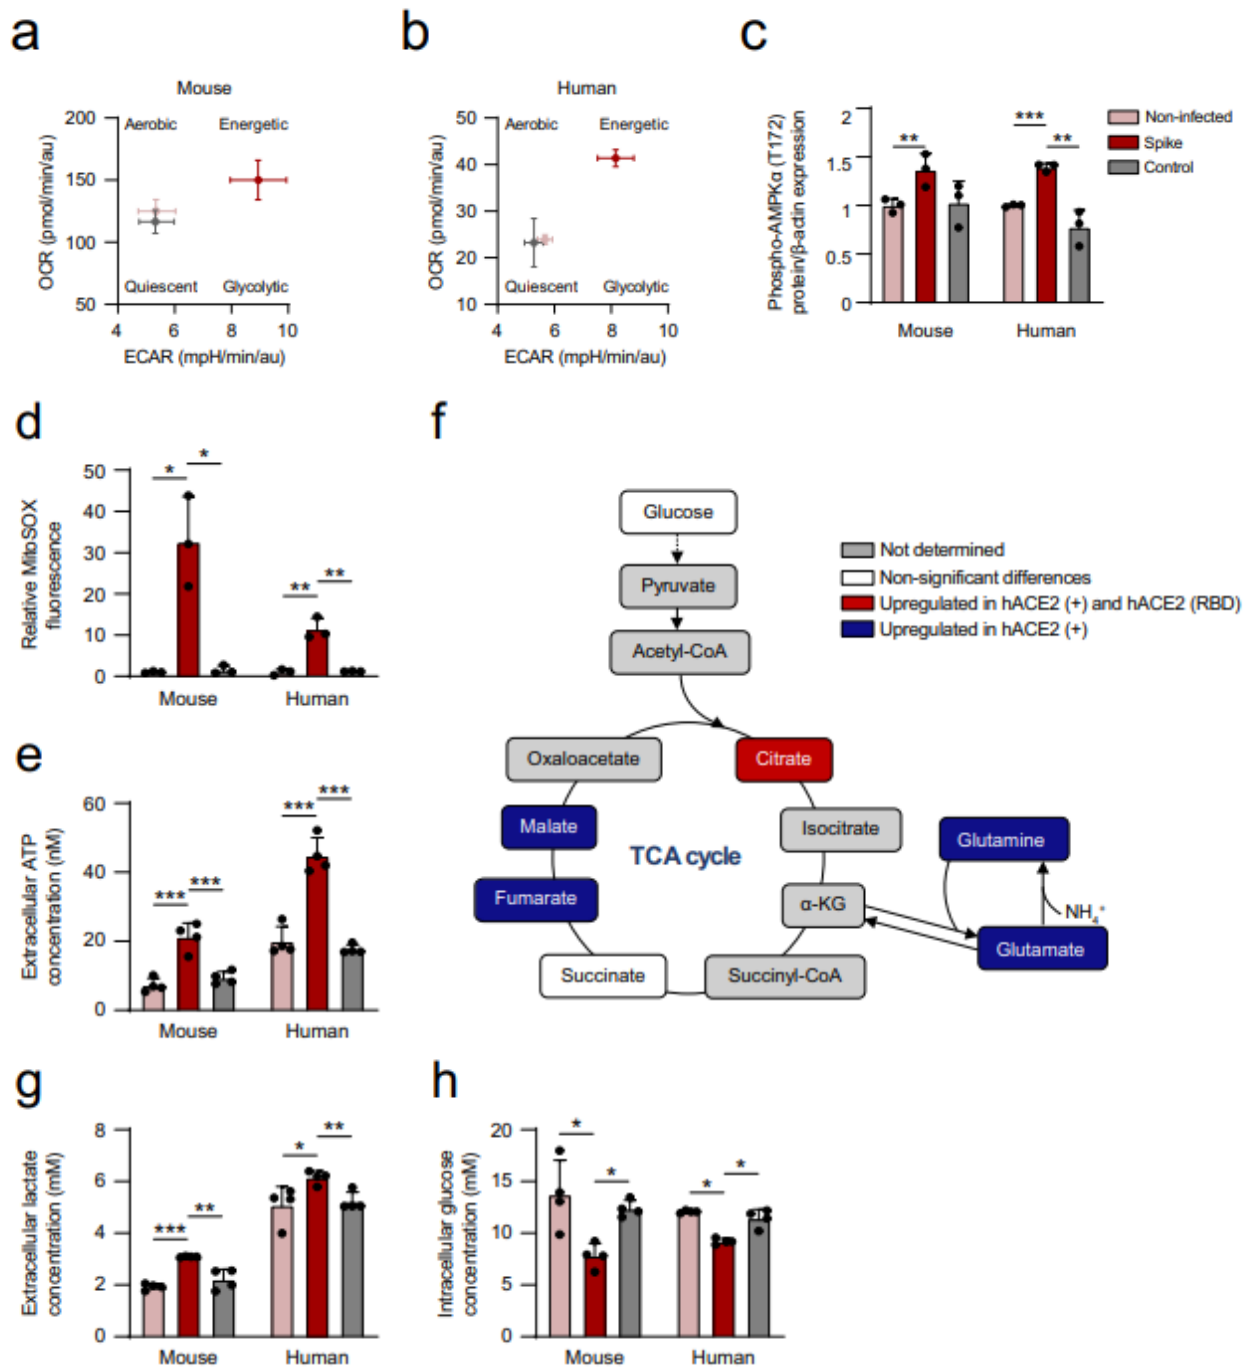 a
Mouse
OCR (pmol/min/au)
200
150
100
50
Aerobic
Energetic
Quiescent
Glycolytic
4 6 8 10
ECAR (mpH/min/au)
b
Human
OCR (pmol/min/au)
50
40
30
20
10
Aerobic
Energetic
Quiescent
Glycolytic
4 6 8 10
ECAR (mpH/min/au)
c
Phospho-AMPKα (T172)
protein/β-actin expression
2
1.5
1
0.5
0
**
***
**
Mouse
Human
Non-infected
Spike
Control
d
Relative MitoSOX
fluorescence
50
40
30
20
10
0
*
*
**
**
Mouse
Human
e
Extracellular ATP
concentration (nM)
60
40
20
0
***
***
***
***
Mouse
Human
f
Glucose
Pyruvate
Acetyl-CoA
Oxaloacetate
Citrate
Malate
Isocitrate
Glutamine
TCA cycle
Fumarate
α-KG
NH4+
Glutamate
Succinate
Succinyl-CoA
Not determined
Non-significant differences
Upregulated in hACE2 (+) and hACE2 (RBD)
Upregulated in hACE2 (+)
g
Extracellular lactate
concentration (mM)
8
6
4
2
0
***
**
*
**
Mouse
Human
h
Intracellular glucose
concentration (mM)
20
15
10
5
0
*
*
*
*
Mouse
Human